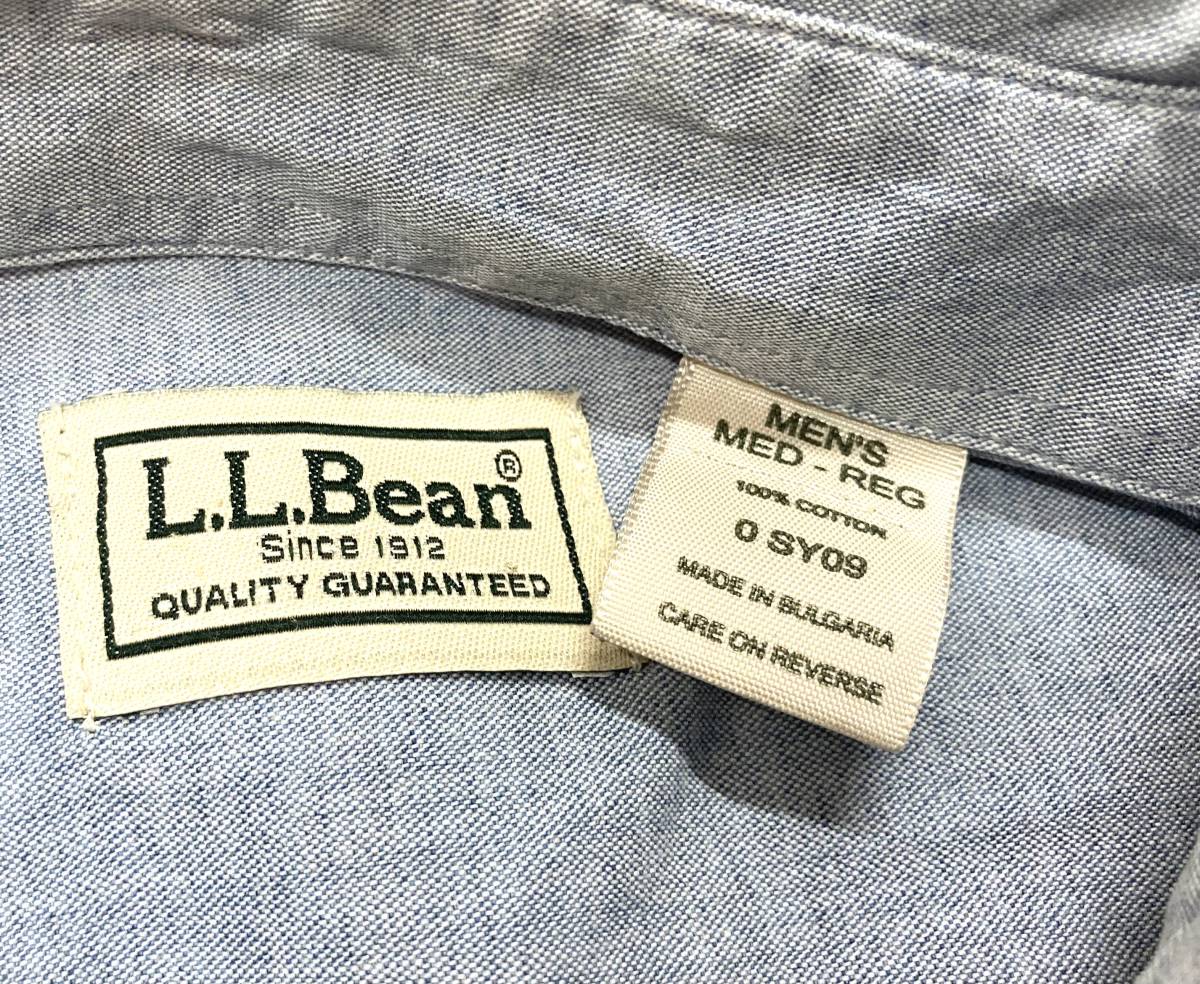 L.L.Bean®
Since 1912
QUALITY GUARANTEED
MEN'S
MED - REG
100% COTTON
0 SY09
MADE IN BULGARIA
CARE ON REVERSE